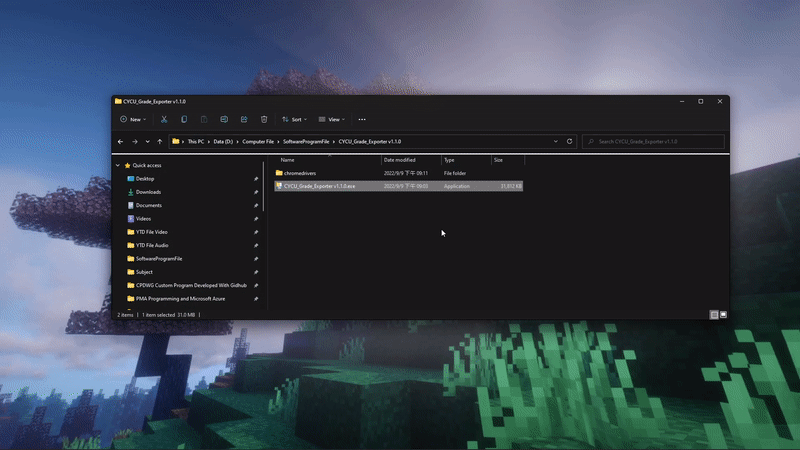 CYCU_Grade_Exporter v1.1.0
New
Sort
View
This PC > Data (D:) > Computer File > SoftwareProgramFile > CYCU_Grade_Exporter v1.1.0
Search CYCU_Grade_Exporter v1.1.0
Name Date modified Type Size
Quick access
Desktop
Downloads
Documents
Videos
YTD File Video
YTD File Audio
SoftwareProgramFile
Subject
CPDWG Custom Program Developed With Gidhub
PMA Programming and Microsoft Azure
chromedrivers 2022/9/9 下午 09:11 File folder
CYCU_Grade_Exporter v1.1.0.exe 2022/9/9 下午 09:03 Application 31,812 KB
2 items 1 item selected 31.0 MB